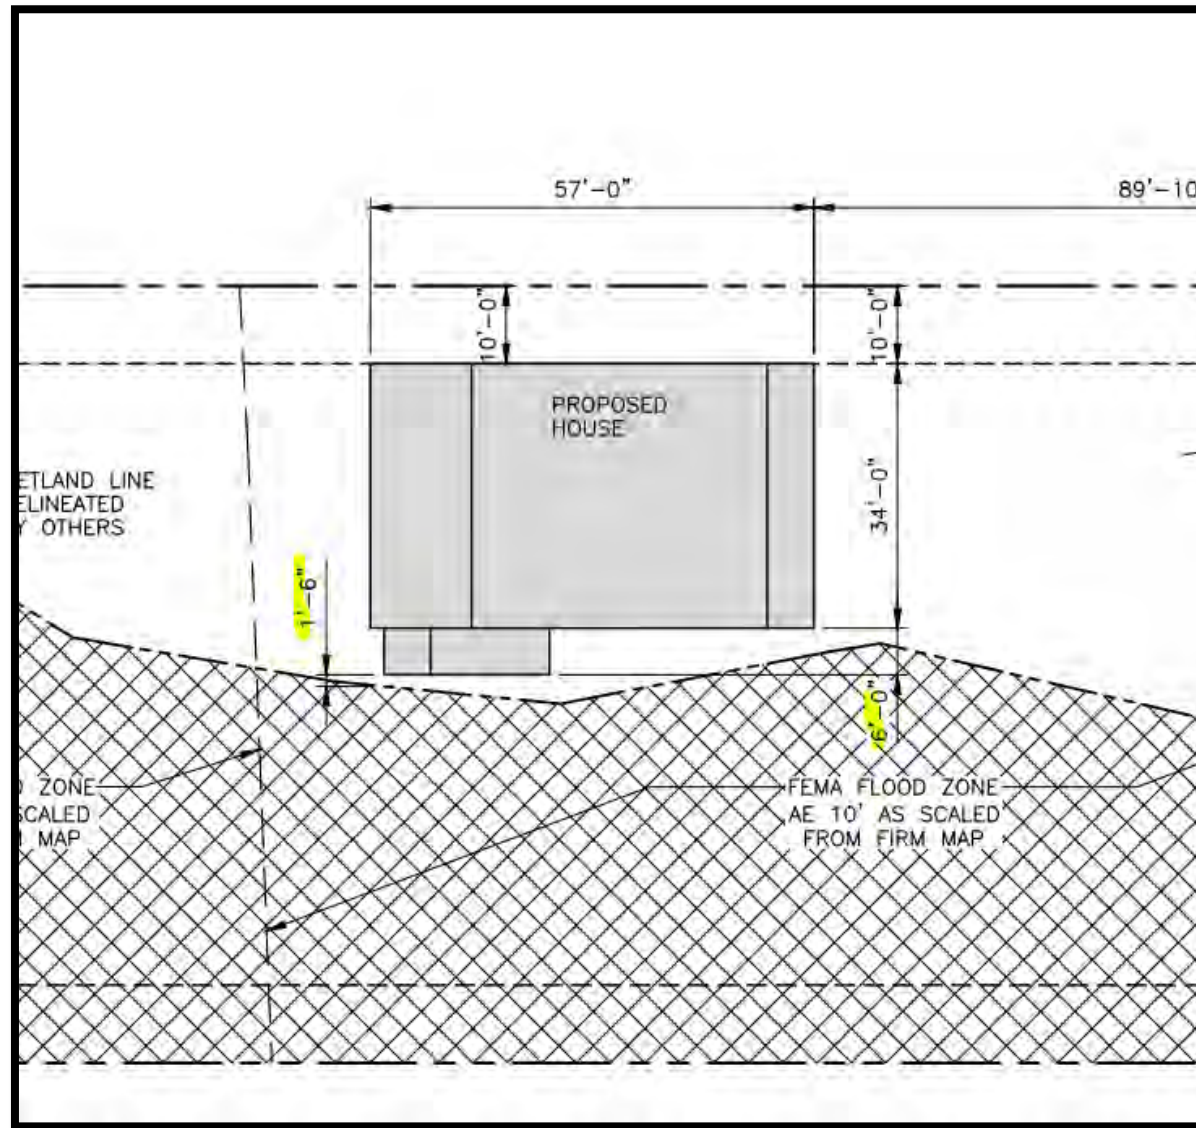 57'-0"
89'-10
10'-0"
10'-0"
PROPOSED
HOUSE
34'-0"
ETLAND LINE
ELINEATED
Y OTHERS
1'-6"
6'-0"
ZONE
SCALED
MAP
FEMA FLOOD ZONE
AE 10' AS SCALED
FROM FIRM MAP